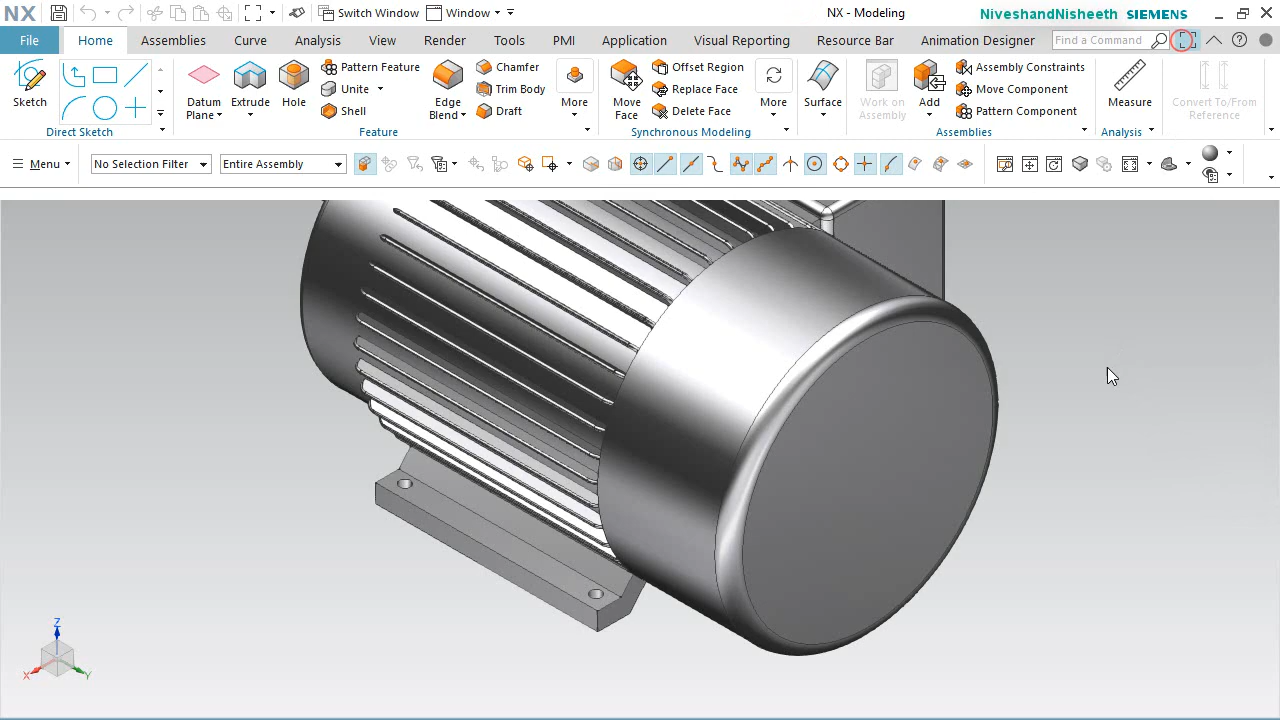 NX Switch Window Window NX - Modeling NiveshandNisheeth SIEMENS
File Home Assemblies Curve Analysis View Render Tools PMI Application Visual Reporting Resource Bar Animation Designer Find a Command
Sketch
Direct Sketch
Datum Plane
Extrude
Hole
Pattern Feature
Unite
Shell
Edge Blend
Chamfer
Trim Body
Draft
More
Feature
Move Face
Offset Region
Replace Face
Delete Face
More
Synchronous Modeling
Surface
Work on Assembly
Add
Assembly Constraints
Move Component
Pattern Component
Assemblies
Measure
Analysis
Convert To/From Reference
Menu No Selection Filter Entire Assembly
Z
X
Y